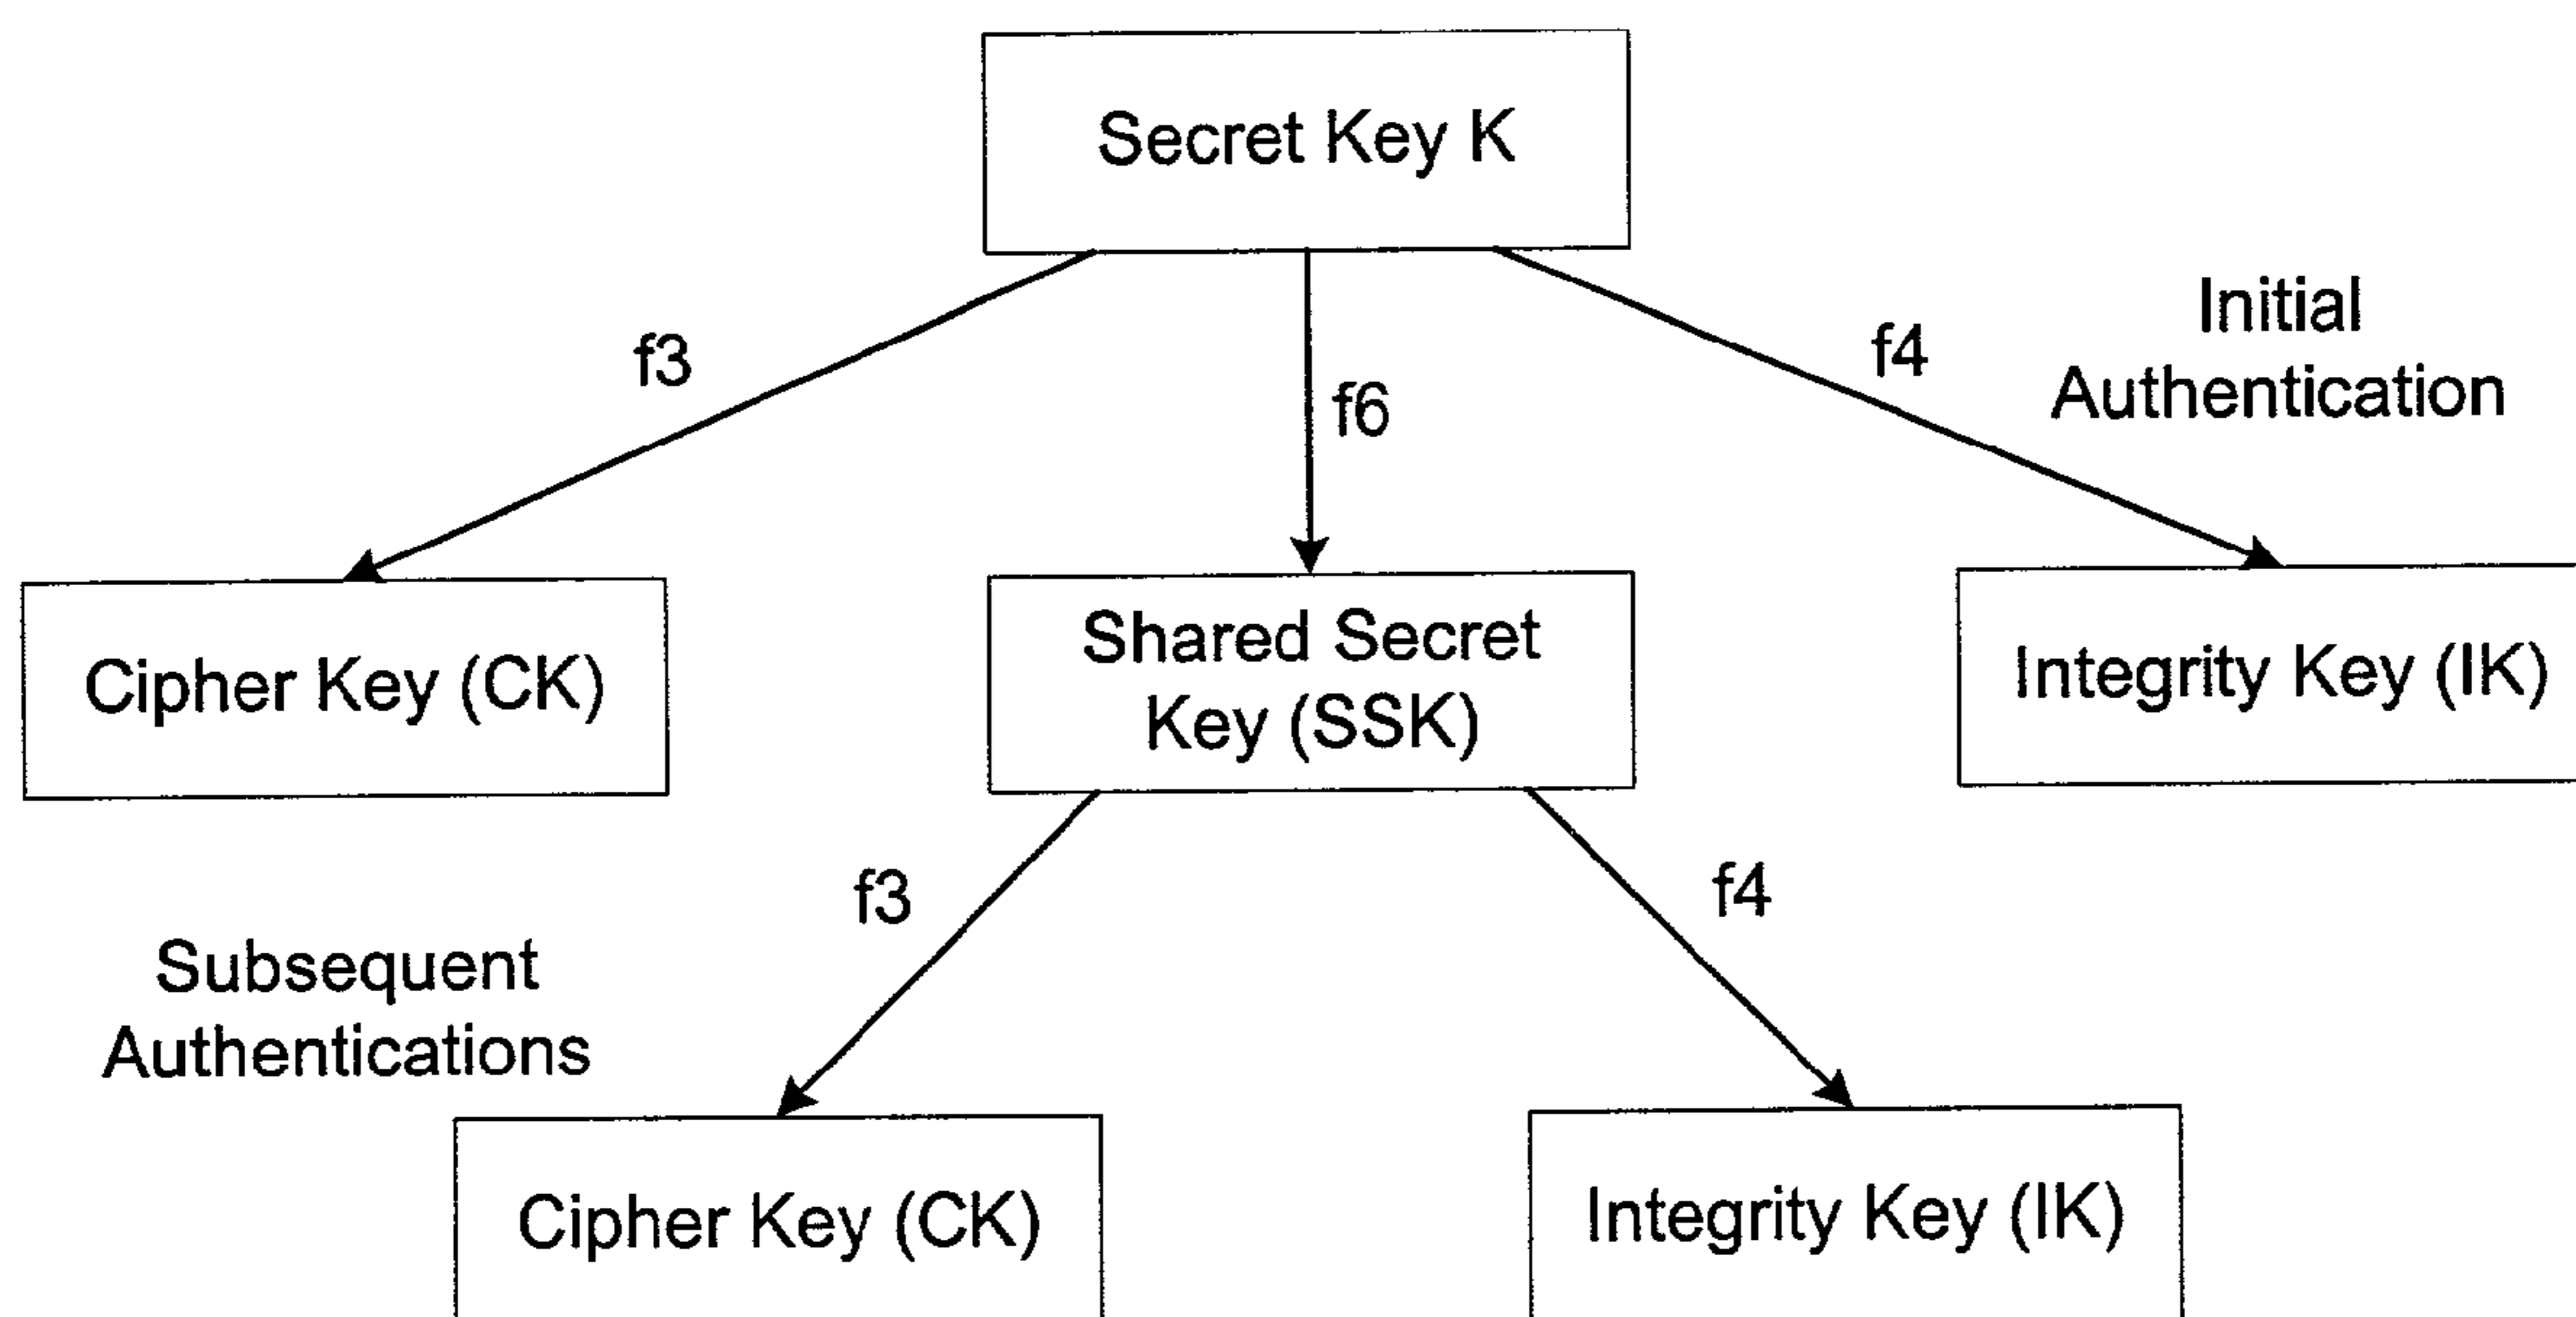 Secret Key K
Initial
Authentication
f3
f6
f4
Cipher Key (CK)
Shared Secret
Key (SSK)
Integrity Key (IK)
f3
f4
Subsequent
Authentications
Cipher Key (CK)
Integrity Key (IK)